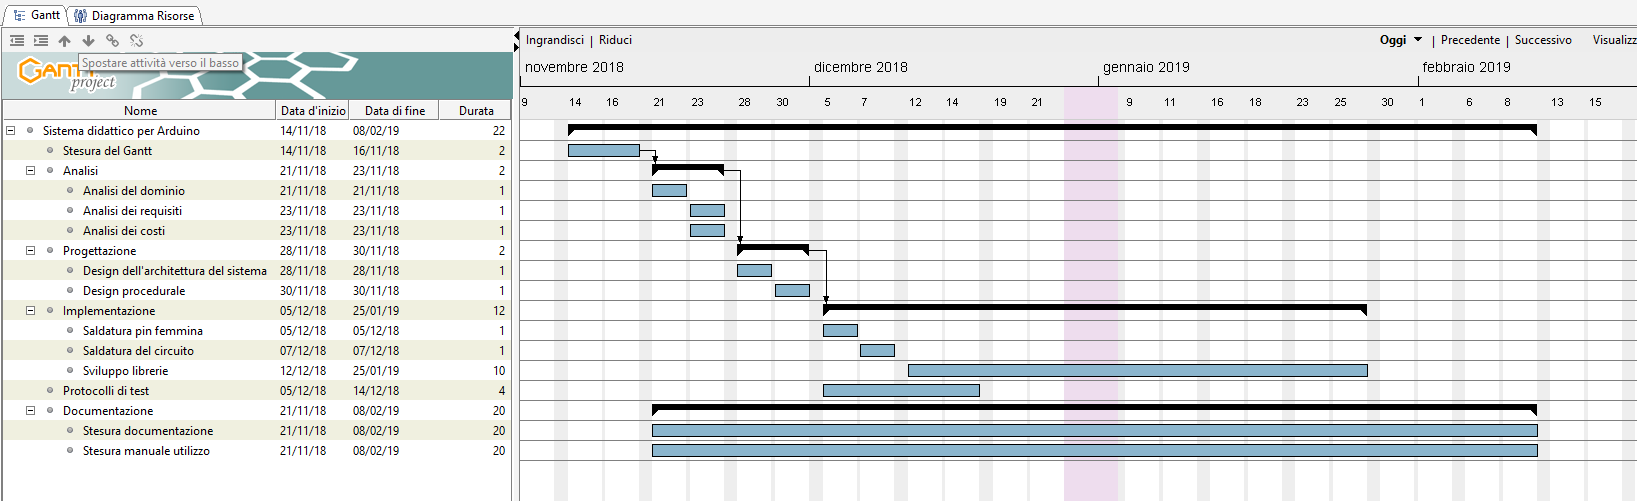 Gantt Diagramma Risorse
Ingrandisci | Riduci Oggi | Precedente | Successivo Visualizz
Spostare attività verso il basso
project
novembre 2018 dicembre 2018 gennaio 2019 febbraio 2019
9 14 16 21 23 28 30 5 7 12 14 19 21 9 11 16 18 23 25 30 1 6 8 13 15
Nome Data d'inizio Data di fine Durata
Sistema didattico per Arduino 14/11/18 08/02/19 22
Stesura del Gantt 14/11/18 16/11/18 2
Analisi 21/11/18 23/11/18 2
Analisi del dominio 21/11/18 21/11/18 1
Analisi dei requisiti 23/11/18 23/11/18 1
Analisi dei costi 23/11/18 23/11/18 1
Progettazione 28/11/18 30/11/18 2
Design dell'architettura del sistema 28/11/18 28/11/18 1
Design procedurale 30/11/18 30/11/18 1
Implementazione 05/12/18 25/01/19 12
Saldatura pin femmina 05/12/18 05/12/18 1
Saldatura del circuito 07/12/18 07/12/18 1
Sviluppo librerie 12/12/18 25/01/19 10
Protocolli di test 05/12/18 14/12/18 4
Documentazione 21/11/18 08/02/19 20
Stesura documentazione 21/11/18 08/02/19 20
Stesura manuale utilizzo 21/11/18 08/02/19 20